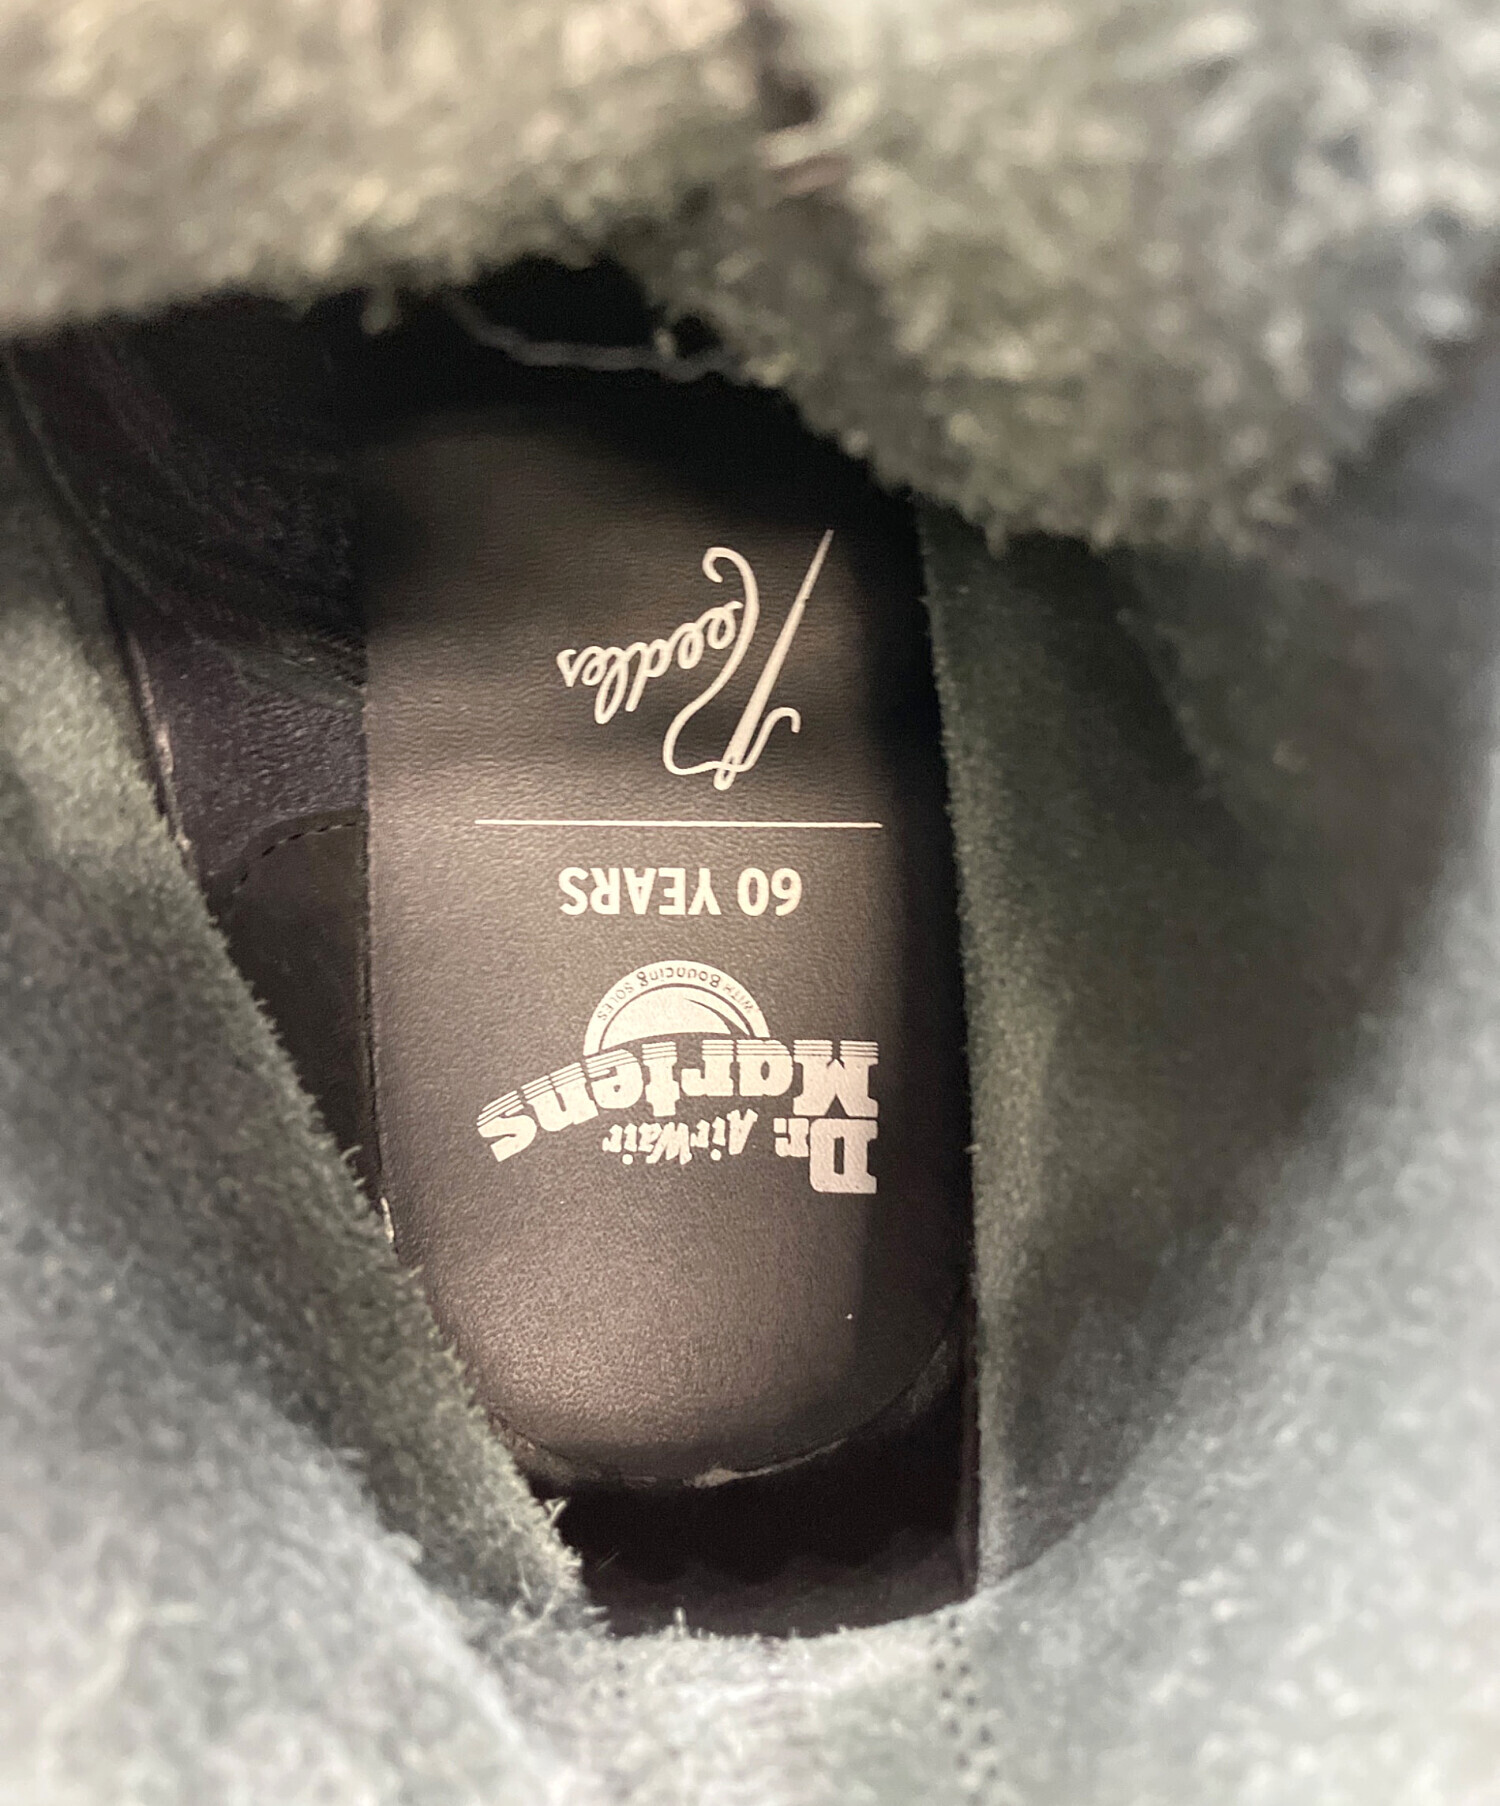 Dr.
AirWair
Martens
WITH Bouncing SOLES
60 YEARS
Needles